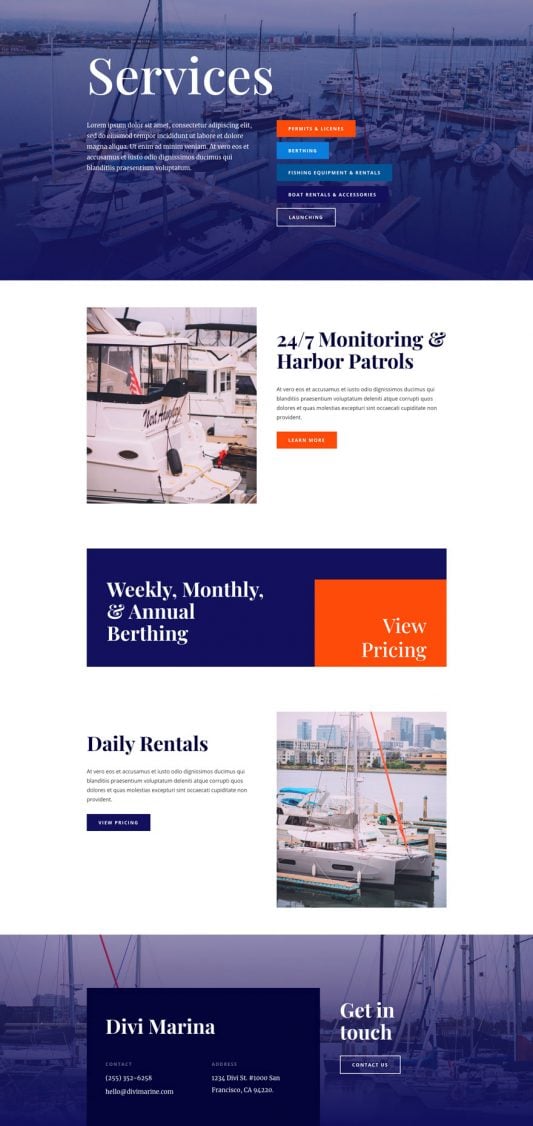 Services
Lorem ipsum dolor sit amet, consectetur adipiscing elit,
sed do eiusmod tempor incididunt ut labore et dolore
magna aliqua. Ut enim ad minim veniam. At vero eos et
accusamus et iusto odio dignissimos ducimus qui
blanditiis praesentium voluptatum.
PERMITS & LICENES
BERTHING
FISHING EQUIPMENT & RENTALS
BOAT RENTALS & ACCESSORIES
LAUNCHING
24/7 Monitoring &
Harbor Patrols
At vero eos et accusamus et iusto odio dignissimos ducimus qui
blanditiis praesentium voluptatum deleniti atque corrupti quos
dolores et quas molestias excepturi sint occaecati cupiditate non
provident.
LEARN MORE
Weekly, Monthly,
& Annual
Berthing
View
Pricing
Daily Rentals
At vero eos et accusamus et iusto odio dignissimos ducimus qui
blanditiis praesentium voluptatum deleniti atque corrupti quos
dolores et quas molestias excepturi sint occaecati cupiditate non
provident.
VIEW PRICING
Divi Marina
CONTACT
(255) 352-6258
hello@divimarine.com
ADDRESS
1234 Divi St. #1000 San
Francisco, CA 94220.
Get in
touch
CONTACT US